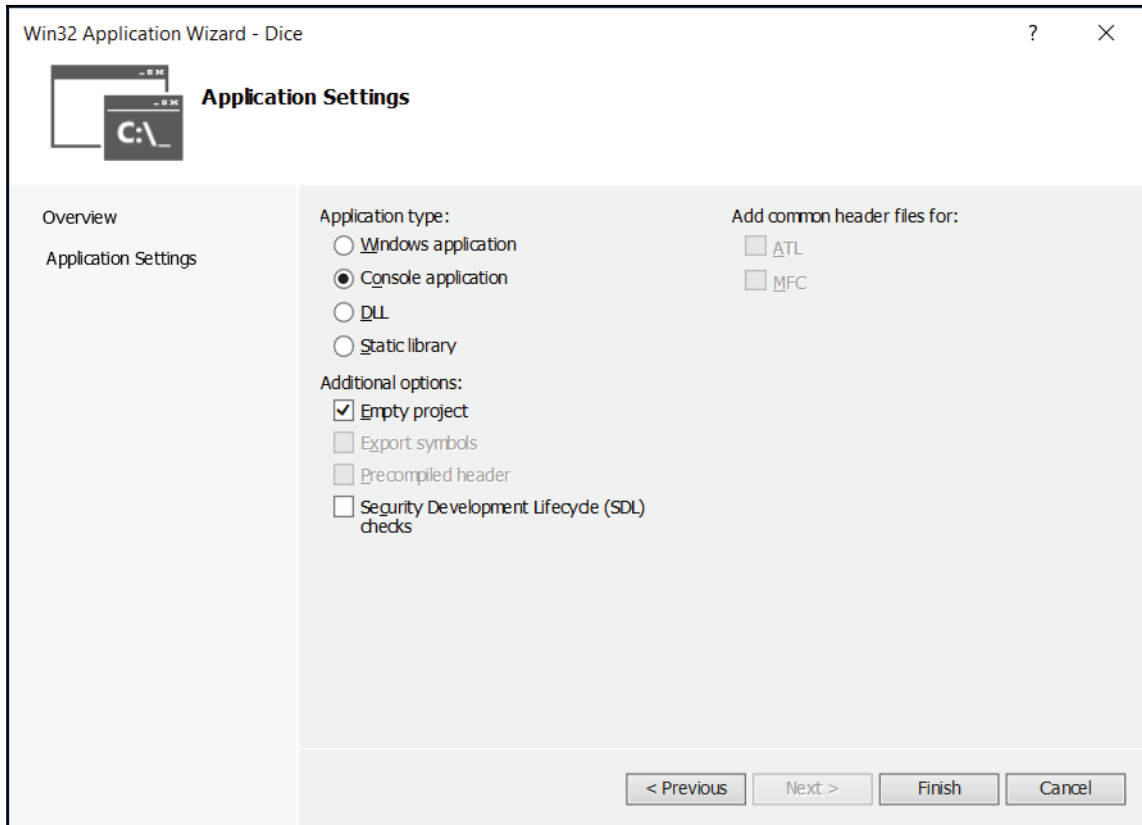 Win32 Application Wizard - Dice
?
C:\_
Application Settings
Overview
Application Settings
Application type:
Windows application
Console application
DLL
Static library
Additional options:
Empty project
Export symbols
Precompiled header
Security Development Lifecycle (SDL)
checks
Add common header files for:
ATL
MFC
< Previous
Next >
Finish
Cancel